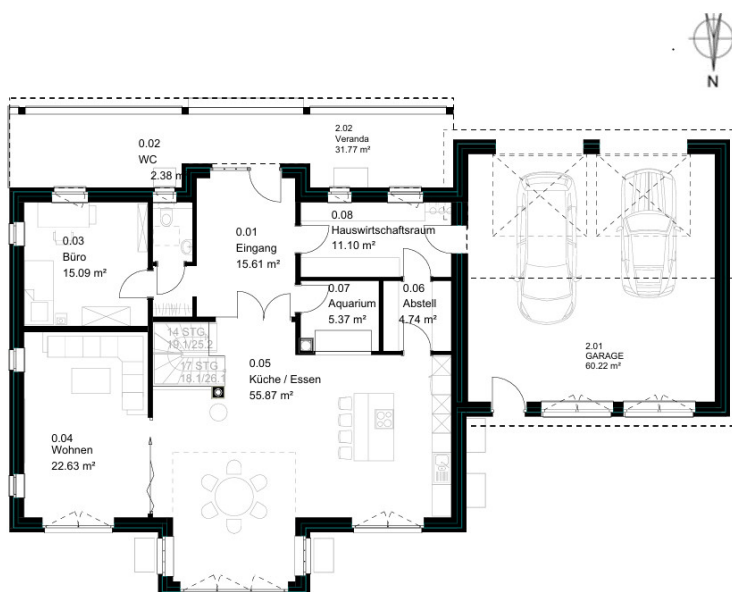 N
2.02
Veranda
31.77 m²
0.02
WC
2.38 m
0.03
Büro
15.09 m²
0.01
Eingang
15.61 m²
0.08
Hauswirtschaftsraum
11.10 m²
0.07
Aquarium
5.37 m²
0.06
Abstell
4.74 m²
14 STG
19.1/25.2
17 STG
18.1/26.1
2.01
GARAGE
60.22 m²
0.05
Küche / Essen
55.87 m²
0.04
Wohnen
22.63 m²